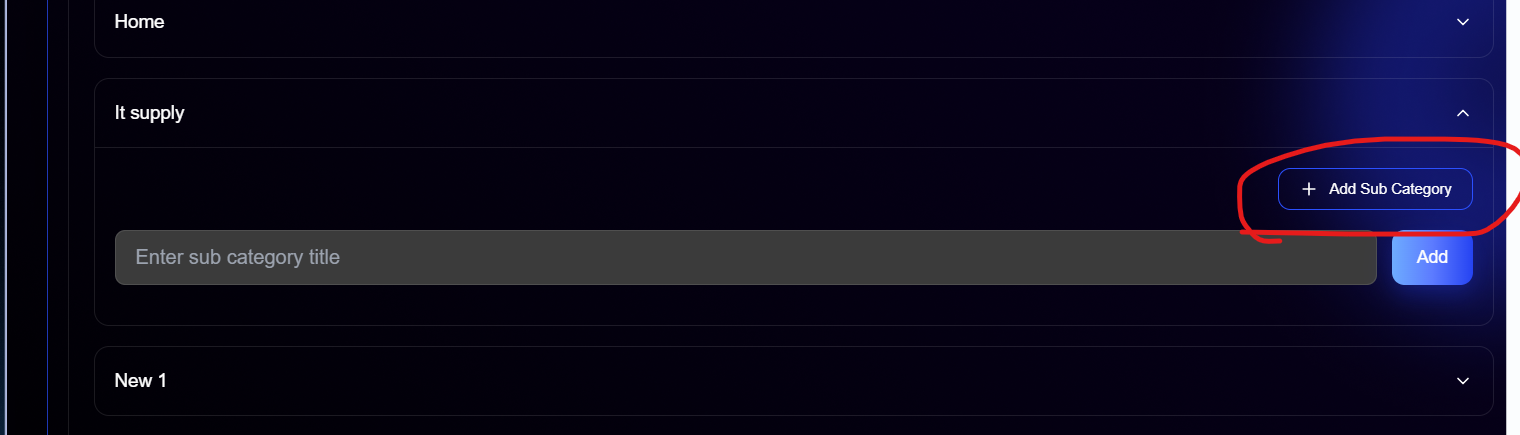 Home
It supply
Add Sub Category
Enter sub category title
Add
New 1